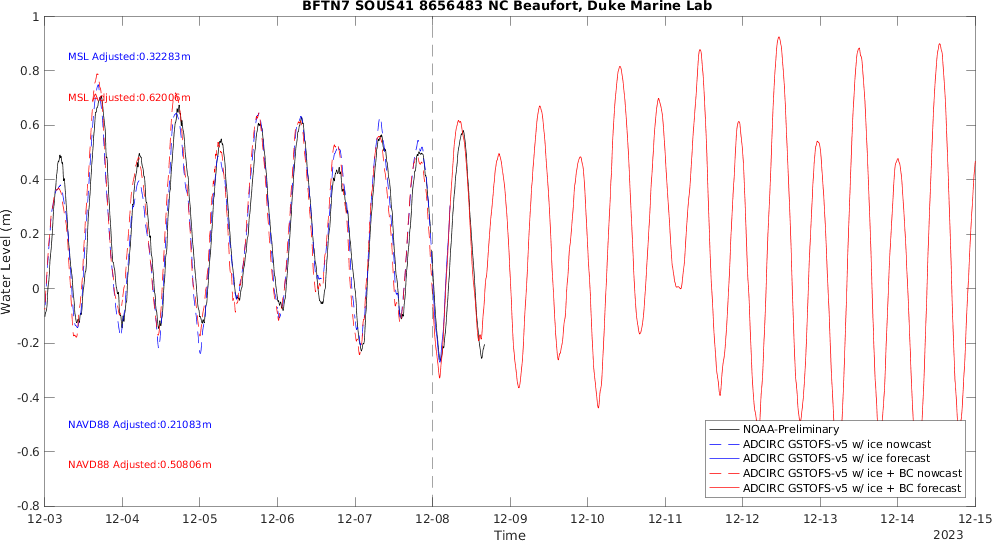 BFTN7 SOUS41 8656483 NC Beaufort, Duke Marine Lab
1
0.8
0.6
0.4
0.2
0
-0.2
-0.4
-0.6
-0.8
Water Level (m)
MSL Adjusted:0.32283m
MSL Adjusted:0.62006m
NAVD88 Adjusted:0.21083m
NAVD88 Adjusted:0.50806m
NOAA-Preliminary
ADCIRC GSTOFS-v5 w/ ice nowcast
ADCIRC GSTOFS-v5 w/ ice forecast
ADCIRC GSTOFS-v5 w/ ice + BC nowcast
ADCIRC GSTOFS-v5 w/ ice + BC forecast
12-03 12-04 12-05 12-06 12-07 12-08 12-09 12-10 12-11 12-12 12-13 12-14 12-15
Time
2023